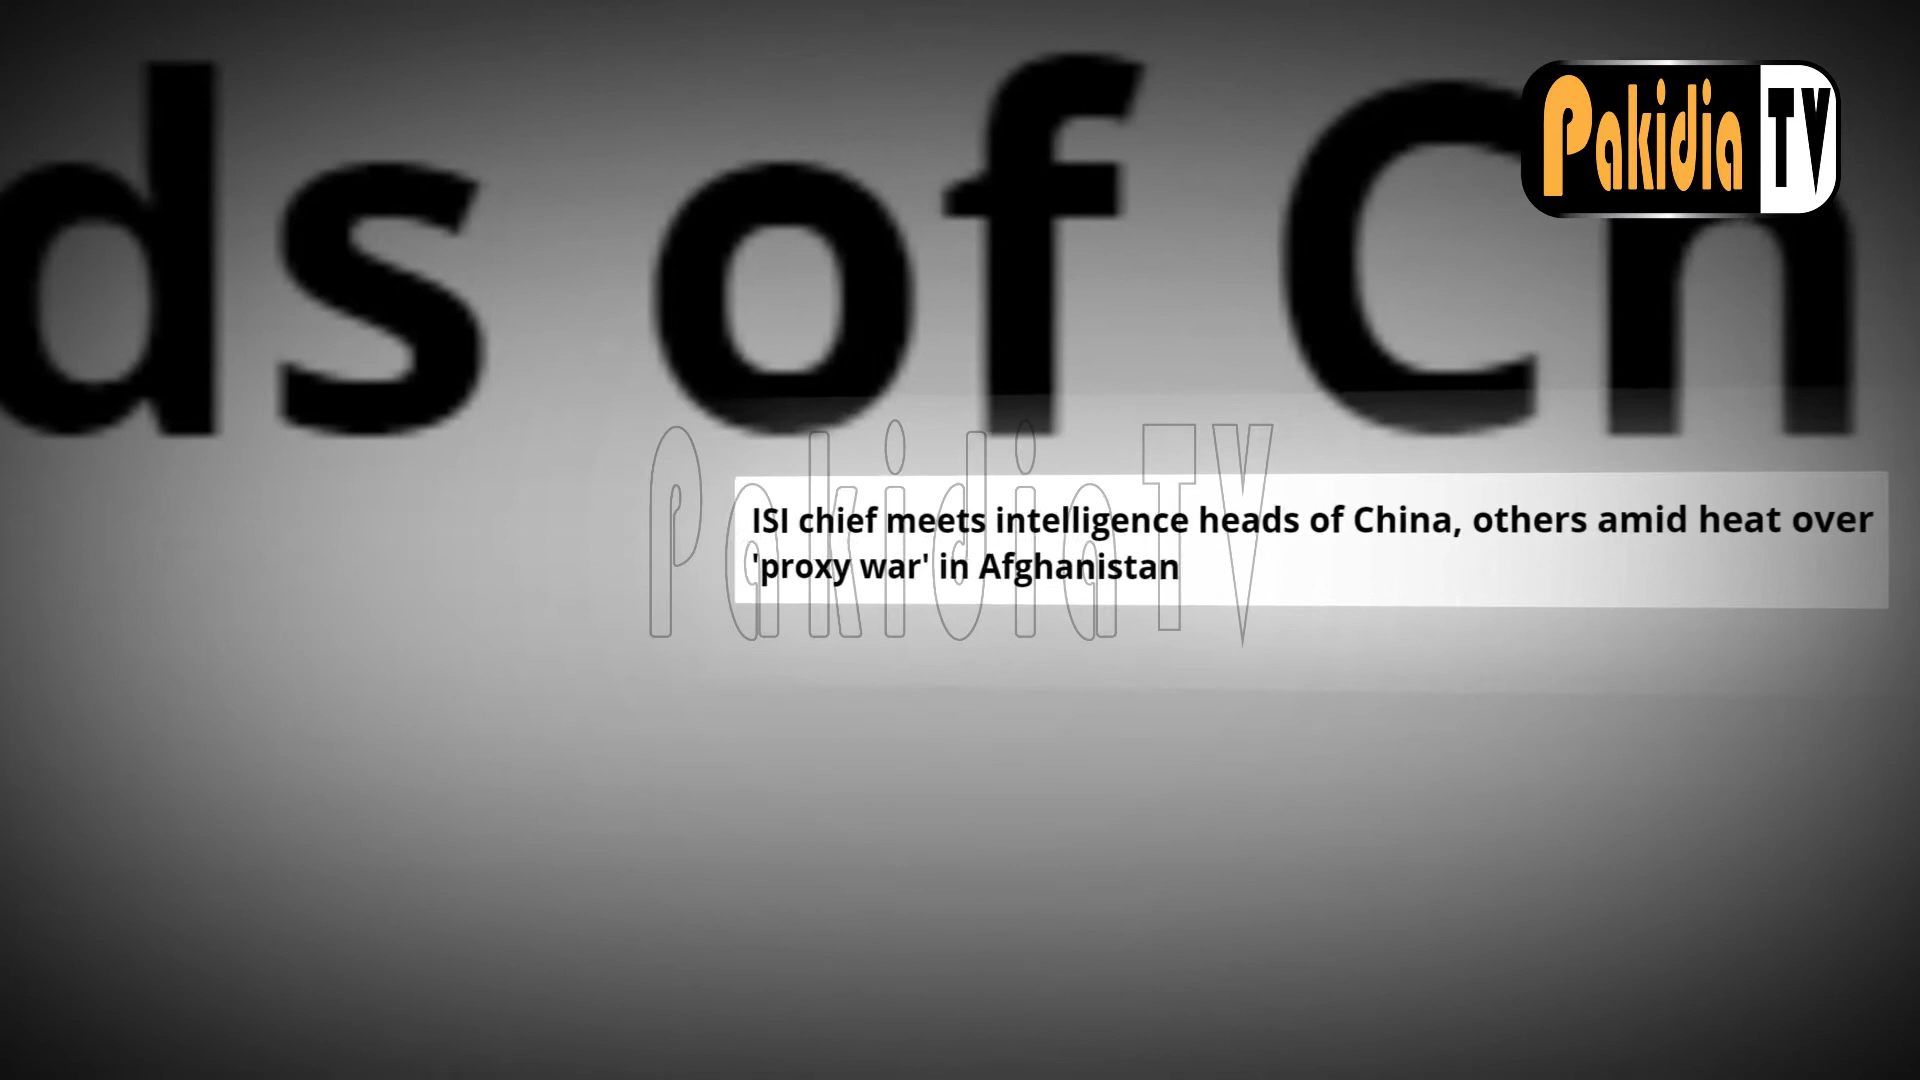 ds of Ch
Pakidia TV
ISI chief meets intelligence heads of China, others amid heat over
'proxy war' in Afghanistan
Pakidia TV